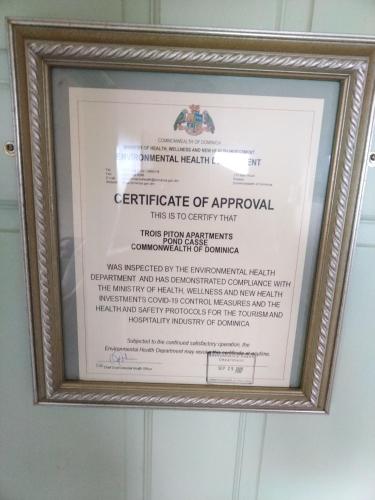 COMMONWEALTH OF DOMINICA
MINISTRY OF HEALTH, WELLNESS AND NEW HEALTH INVESTMENT
ENVIRONMENTAL HEALTH DEPARTMENT
CERTIFICATE OF APPROVAL
THIS IS TO CERTIFY THAT
TROIS PITON APARTMENTS
POND CASSE
COMMONWEALTH OF DOMINICA
WAS INSPECTED BY THE ENVIRONMENTAL HEALTH
DEPARTMENT AND HAS DEMONSTRATED COMPLIANCE WITH
THE MINISTRY OF HEALTH, WELLNESS AND NEW HEALTH
INVESTMENTS COVID-19 CONTROL MEASURES AND THE
HEALTH AND SAFETY PROTOCOLS FOR THE TOURISM AND
HOSPITALITY INDUSTRY OF DOMINICA
Subjected to the continued satisfactory operation, the
Environmental Health Department may revoke this certificate at anytime.
Chief Environmental Health Officer
SEP 23